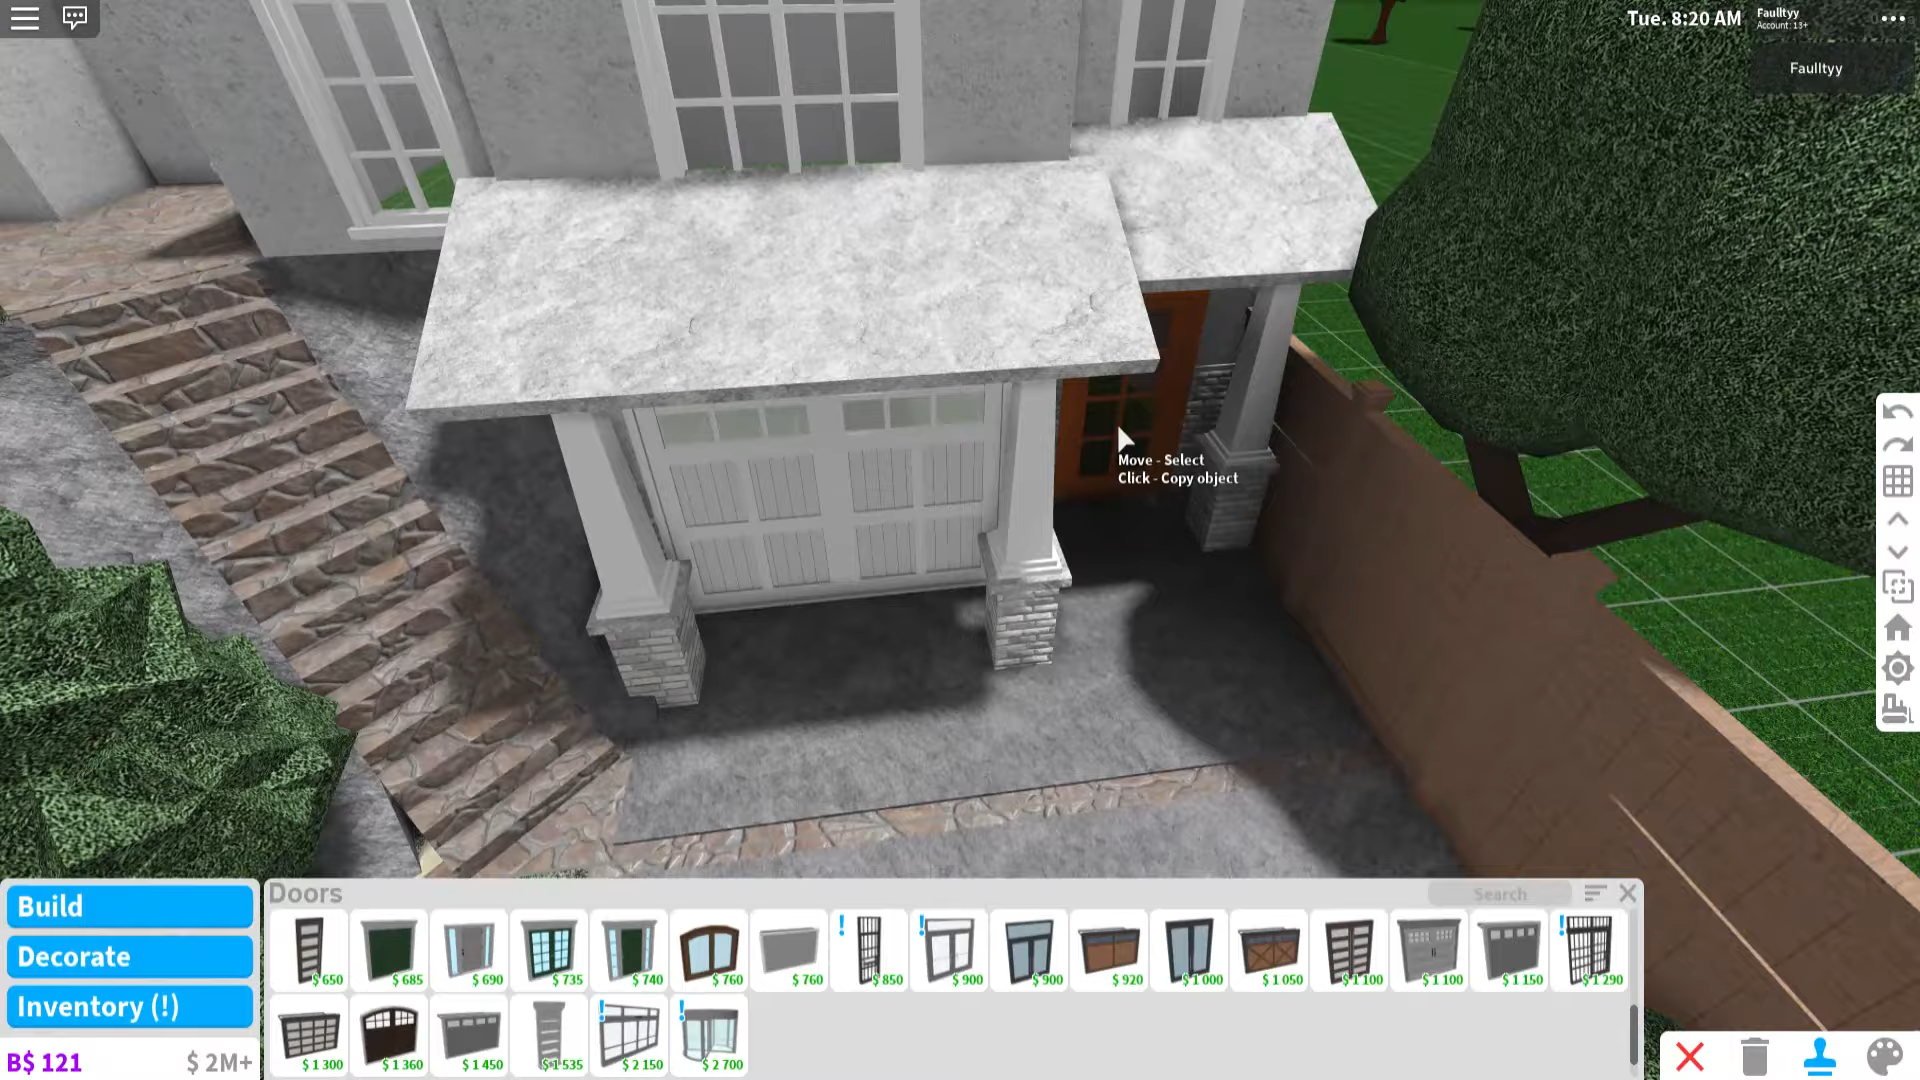 Tue. 8:20 AM
Faulltyy
Account: 13+
Faulltyy
Move - Select
Click - Copy object
Build
Decorate
Inventory (!)
B$ 121
$ 2M+
Doors
Search
$ 650
$ 685
$ 690
$ 735
$ 740
$ 760
$ 760
! $ 850
! $ 900
$ 900
$ 920
$ 1 000
$ 1 050
$ 1 100
$ 1 100
$ 1 150
! $ 1 290
$ 1 300
$ 1 360
$ 1 450
$ 1 535
! $ 2 150
! $ 2 700